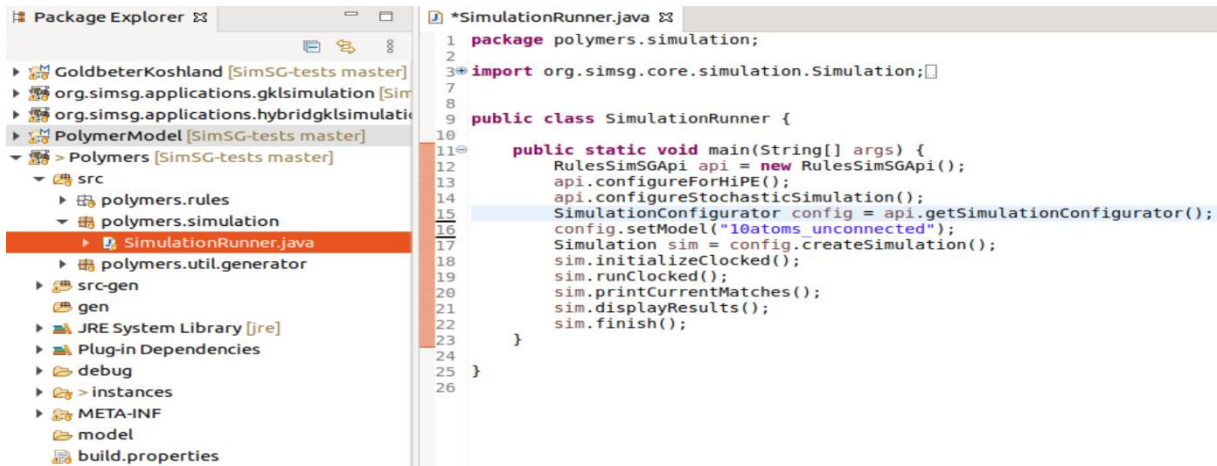 Package Explorer
GoldbeterKoshland [SimSG-tests master]
org.simsg.applications.gklsimulation [Sim
org.simsg.applications.hybridgklsimulati
PolymerModel [SimSG-tests master]
> Polymers [SimSG-tests master]
src
polymers.rules
polymers.simulation
SimulationRunner.java
polymers.util.generator
src-gen
gen
JRE System Library [jre]
Plug-in Dependencies
debug
> instances
META-INF
model
build.properties
*SimulationRunner.java
1 package polymers.simulation;
2
3 import org.simsg.core.simulation.Simulation;
7
8
9 public class SimulationRunner {
10
11 public static void main(String[] args) {
12 RulesSimSGApi api = new RulesSimSGApi();
13 api.configureForHiPE();
14 api.configureStochasticSimulation();
15 SimulationConfigurator config = api.getSimulationConfigurator();
16 config.setModel("10atoms_unconnected");
17 Simulation sim = config.createSimulation();
18 sim.initializeClocked();
19 sim.runClocked();
20 sim.printCurrentMatches();
21 sim.displayResults();
22 sim.finish();
23 }
24
25 }
26